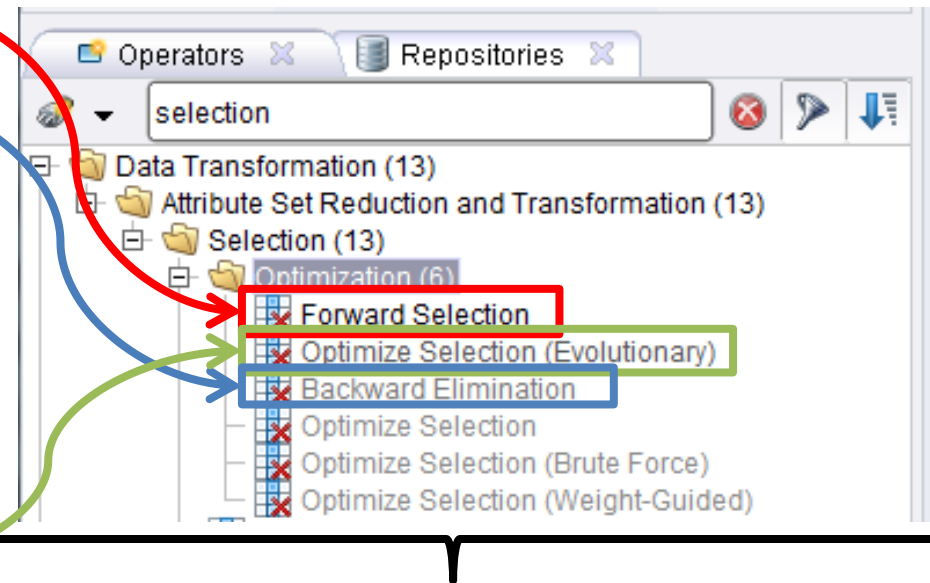 Operators Repositories
selection
Data Transformation (13)
Attribute Set Reduction and Transformation (13)
Selection (13)
Optimization (6)
Forward Selection
Optimize Selection (Evolutionary)
Backward Elimination
Optimize Selection
Optimize Selection (Brute Force)
Optimize Selection (Weight-Guided)